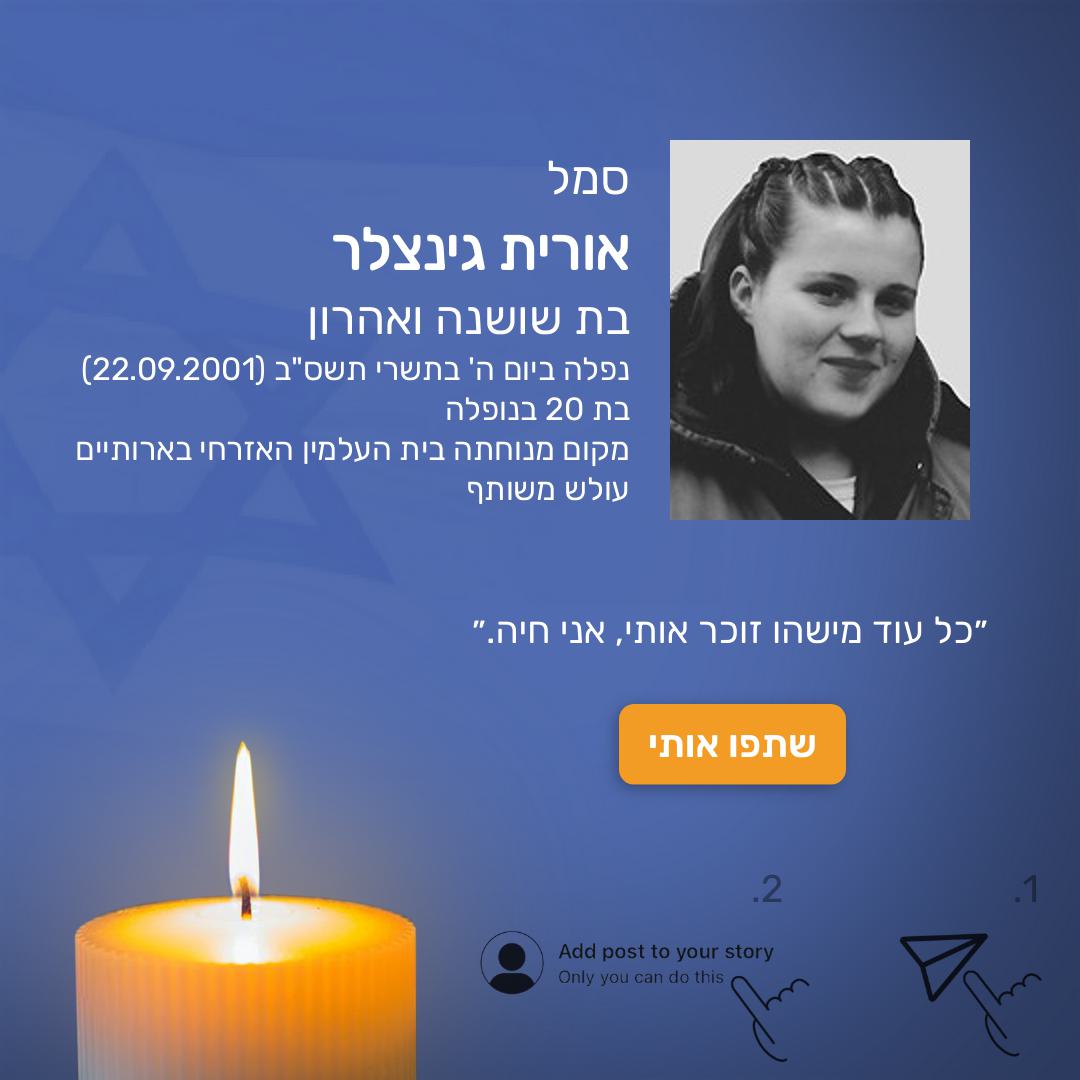 סמל
אורית גינצלר
בת שושנה ואהרון
נפלה ביום ה' בתשרי תשס"ב (22.09.2001)
בת 20 בנופלה
מקום מנוחתה בית העלמין האזרחי בארותיים
עולש משותף
״כל עוד מישהו זוכר אותי, אני חיה.״
שתפו אותי
.1
.2
Add post to your story
Only you can do this